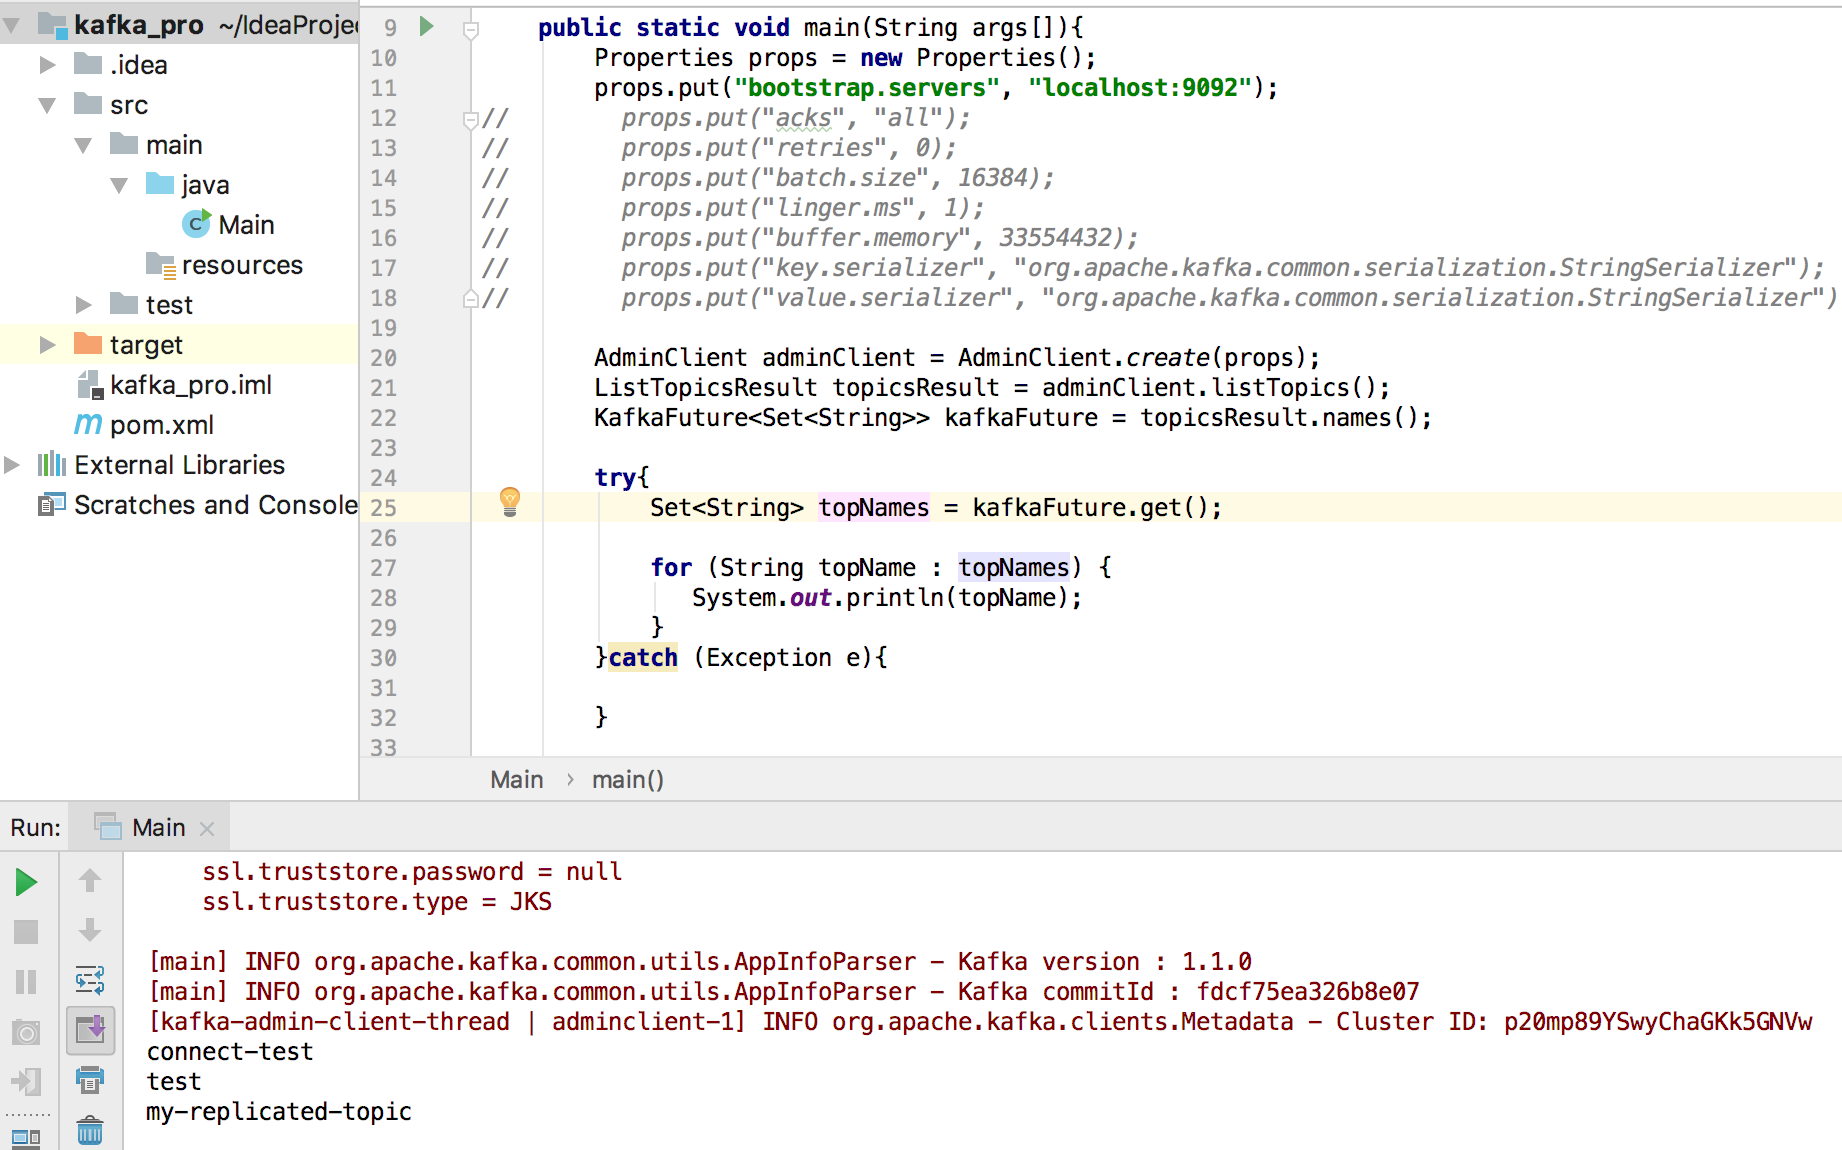 kafka_pro ~/IdeaProje
.idea
src
main
java
Main
resources
test
target
kafka_pro.iml
pom.xml
External Libraries
Scratches and Console
9 public static void main(String args[]){
10 Properties props = new Properties();
11 props.put("bootstrap.servers", "localhost:9092");
12 // props.put("acks", "all");
13 // props.put("retries", 0);
14 // props.put("batch.size", 16384);
15 // props.put("linger.ms", 1);
16 // props.put("buffer.memory", 33554432);
17 // props.put("key.serializer", "org.apache.kafka.common.serialization.StringSerializer");
18 // props.put("value.serializer", "org.apache.kafka.common.serialization.StringSerializer")
19
20 AdminClient adminClient = AdminClient.create(props);
21 ListTopicsResult topicsResult = adminClient.listTopics();
22 KafkaFuture<Set<String>> kafkaFuture = topicsResult.names();
23
24 try{
25 Set<String> topNames = kafkaFuture.get();
26
27 for (String topName : topNames) {
28 System.out.println(topName);
29 }
30 }catch (Exception e){
31
32 }
33
Main › main()
Run: Main
ssl.truststore.password = null
ssl.truststore.type = JKS
[main] INFO org.apache.kafka.common.utils.AppInfoParser - Kafka version : 1.1.0
[main] INFO org.apache.kafka.common.utils.AppInfoParser - Kafka commitId : fdcf75ea326b8e07
[kafka-admin-client-thread | adminclient-1] INFO org.apache.kafka.clients.Metadata - Cluster ID: p20mp89YSwyChaGKk5GNVw
connect-test
test
my-replicated-topic